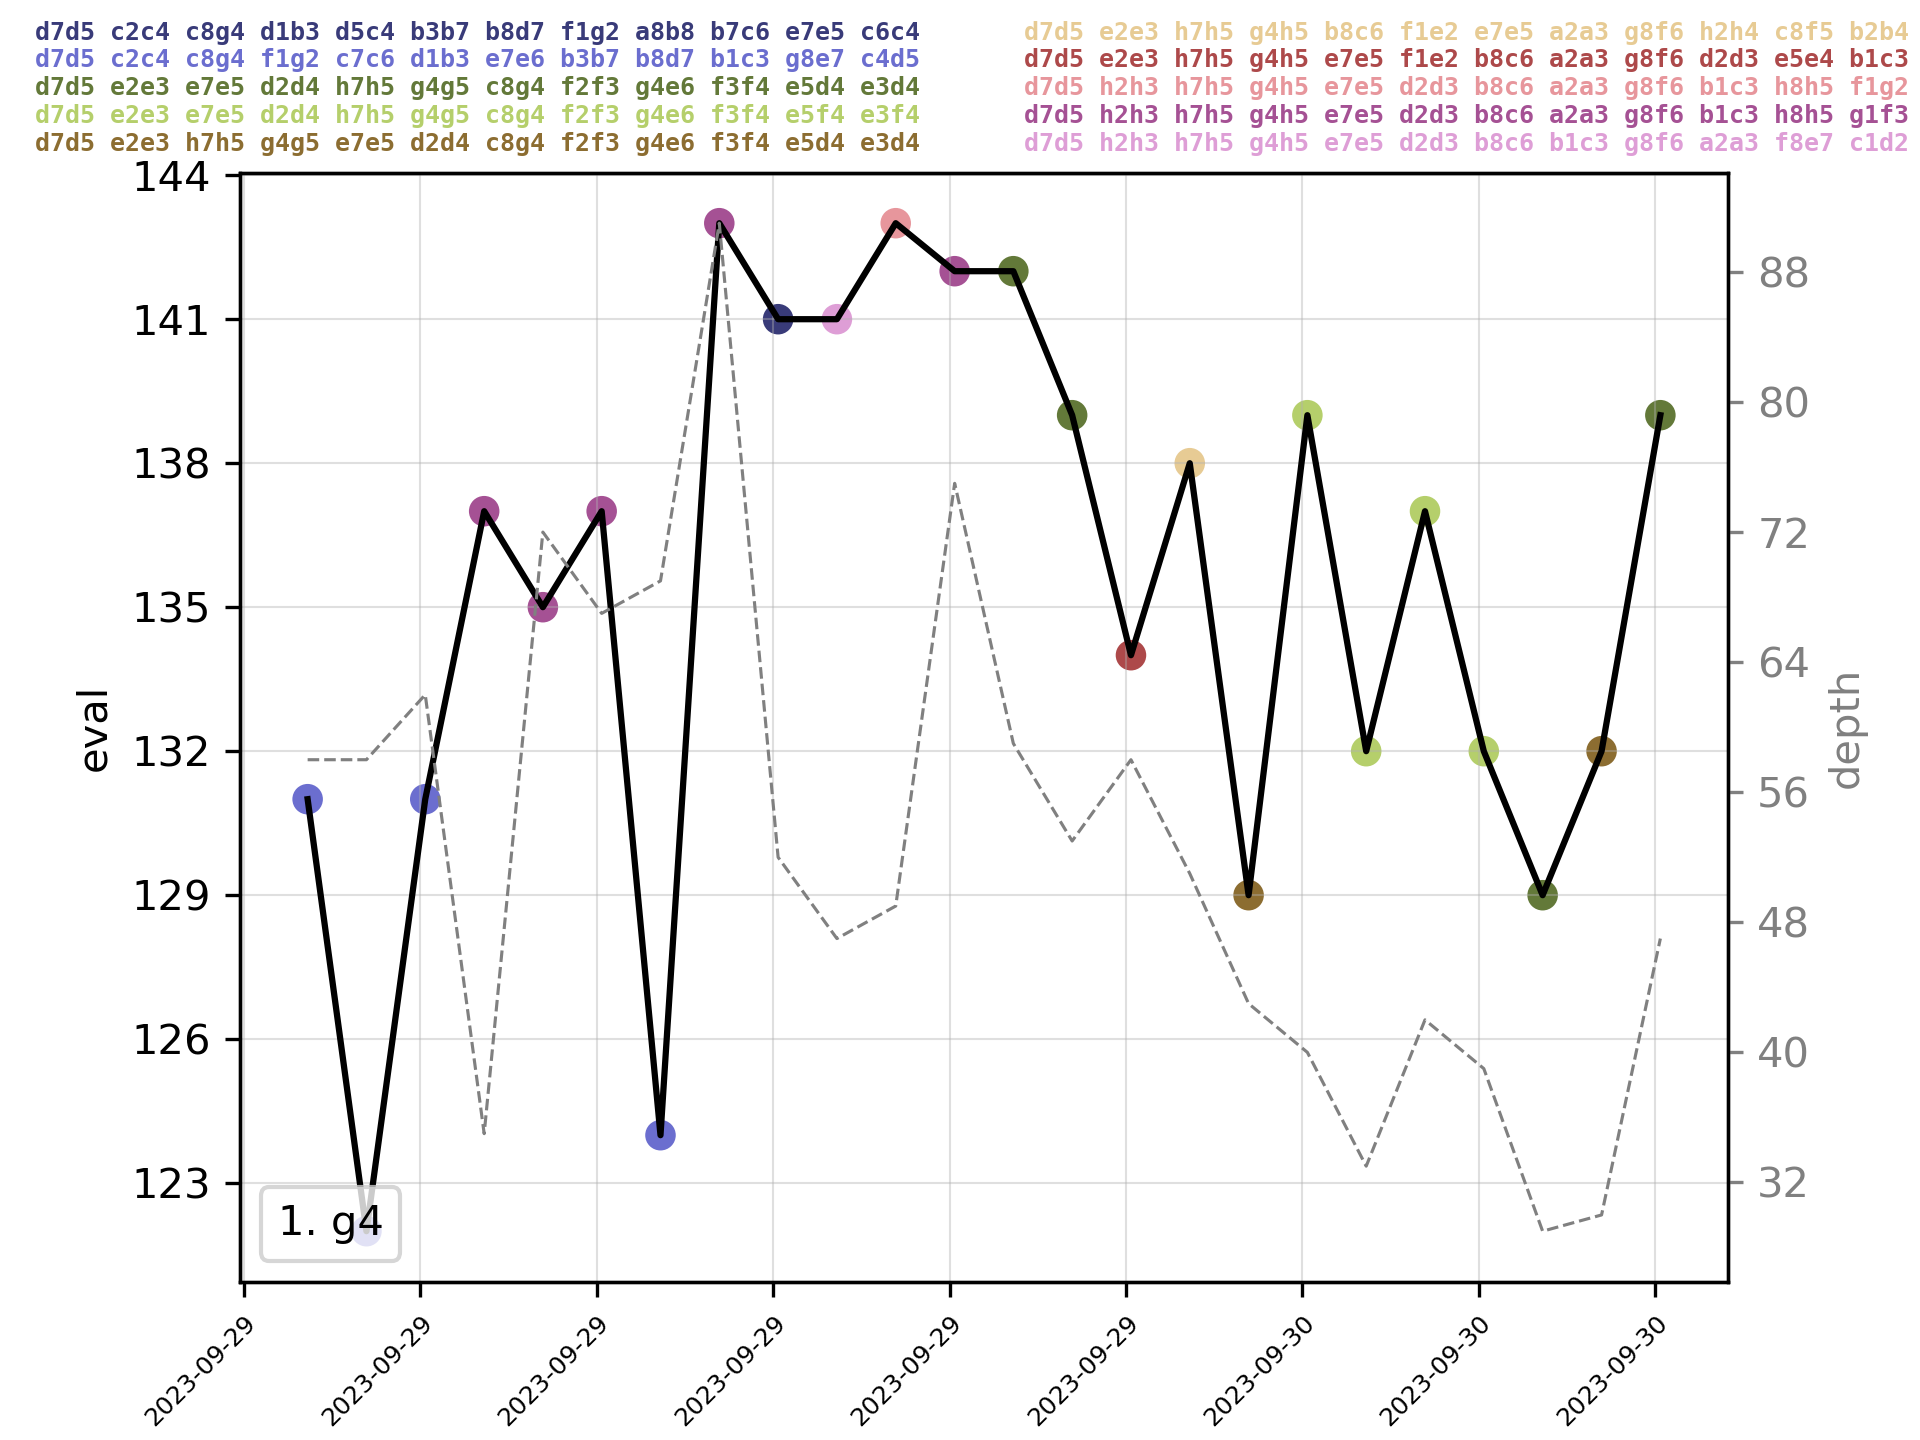 d7d5 c2c4 c8g4 d1b3 d5c4 b3b7 b8d7 f1g2 a8b8 b7c6 e7e5 c6c4
d7d5 c2c4 c8g4 f1g2 c7c6 d1b3 e7e6 b3b7 b8d7 b1c3 g8e7 c4d5
d7d5 e2e3 e7e5 d2d4 h7h5 g4g5 c8g4 f2f3 g4e6 f3f4 e5d4 e3d4
d7d5 e2e3 e7e5 d2d4 h7h5 g4g5 c8g4 f2f3 g4e6 f3f4 e5f4 e3f4
d7d5 e2e3 h7h5 g4g5 e7e5 d2d4 c8g4 f2f3 g4e6 f3f4 e5d4 e3d4
d7d5 e2e3 h7h5 g4h5 b8c6 f1e2 e7e5 a2a3 g8f6 h2h4 c8f5 b2b4
d7d5 e2e3 h7h5 g4h5 e7e5 f1e2 b8c6 a2a3 g8f6 d2d3 e5e4 b1c3
d7d5 h2h3 h7h5 g4h5 e7e5 d2d3 b8c6 a2a3 g8f6 b1c3 h8h5 f1g2
d7d5 h2h3 h7h5 g4h5 e7e5 d2d3 b8c6 a2a3 g8f6 b1c3 h8h5 g1f3
d7d5 h2h3 h7h5 g4h5 e7e5 d2d3 b8c6 b1c3 g8f6 a2a3 f8e7 c1d2
144
141
138
135
132
129
126
123
eval
88
80
72
64
56
48
40
32
depth
1. g4
2023-09-29
2023-09-29
2023-09-29
2023-09-29
2023-09-29
2023-09-29
2023-09-30
2023-09-30
2023-09-30